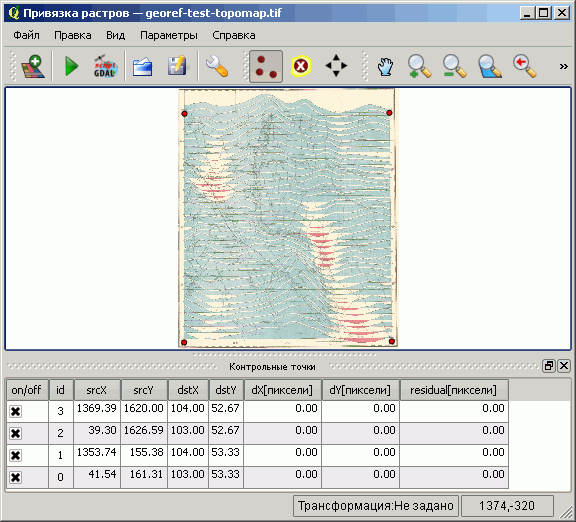 Привязка растров — georef-test-topomap.tif
Файл Правка Вид Параметры Справка
script GDAL »
Контрольные точки
on/off id srcX srcY dstX dstY dX[пиксели] dY[пиксели] residual[пиксели]
3 1369.39 1620.00 104.00 52.67 0.00 0.00 0.00
2 39.30 1626.59 103.00 52.67 0.00 0.00 0.00
1 1353.74 155.38 104.00 53.33 0.00 0.00 0.00
0 41.54 161.31 103.00 53.33 0.00 0.00 0.00
Трансформация:Не задано 1374,-320